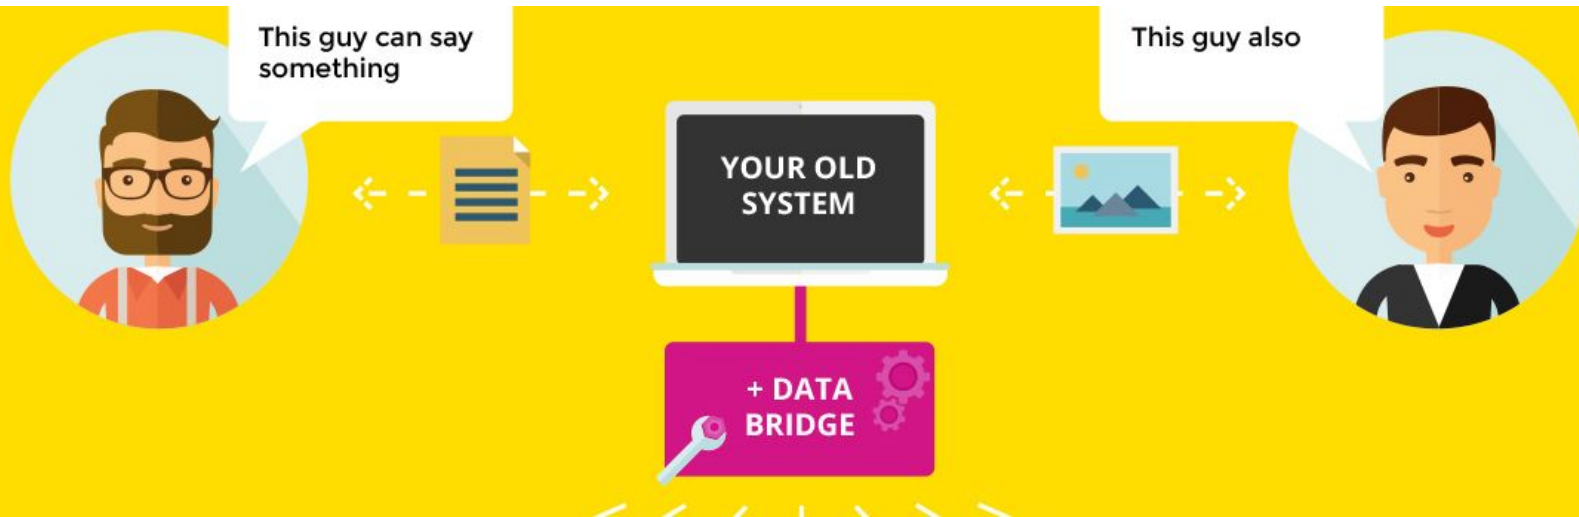 This guy can say
something
This guy also
YOUR OLD
SYSTEM
+ DATA
BRIDGE